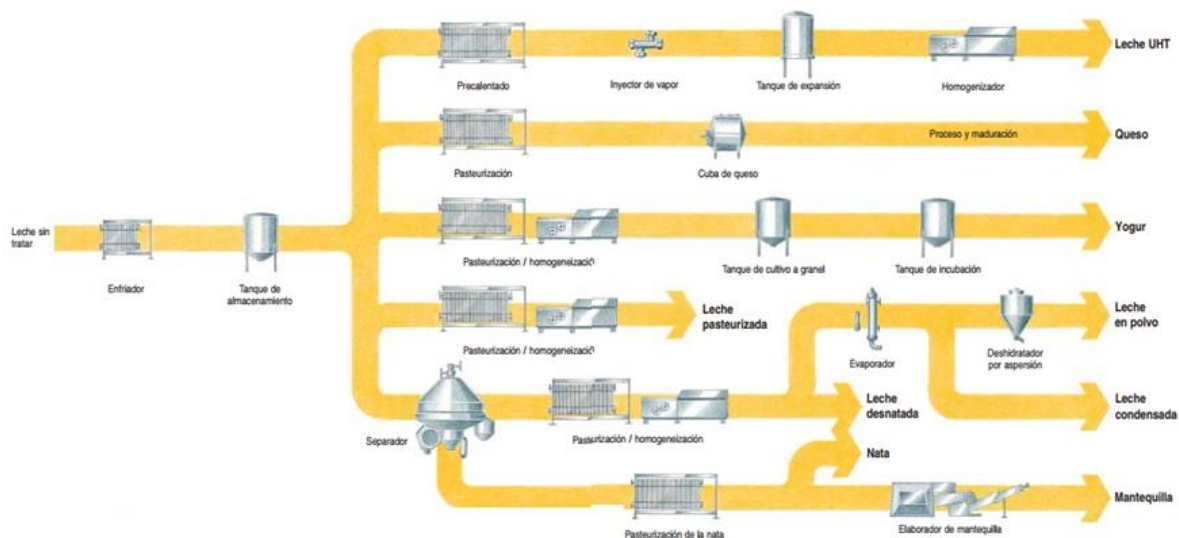 Leche UHT
Precalentado
Inyector de vapor
Tanque de expansión
Homogenizador
Proceso y maduración
Queso
Pasteurización
Cuba de queso
Leche sin
tratar
Yogur
Pasteurización / homogeneizació
Tanque de cultivo a granel
Tanque de incubación
Enfriador
Tanque de
almacenamiento
Leche
pasteurizada
Leche
en polvo
Pasteurización / homogeneizació
Evaporador
Deshidratador
por aspersión
Leche
desnatada
Leche
condensada
Separador
Pasteurización / homogeneización
Nata
Mantequilla
Pasteurización de la nata
Elaborador de mantequilla